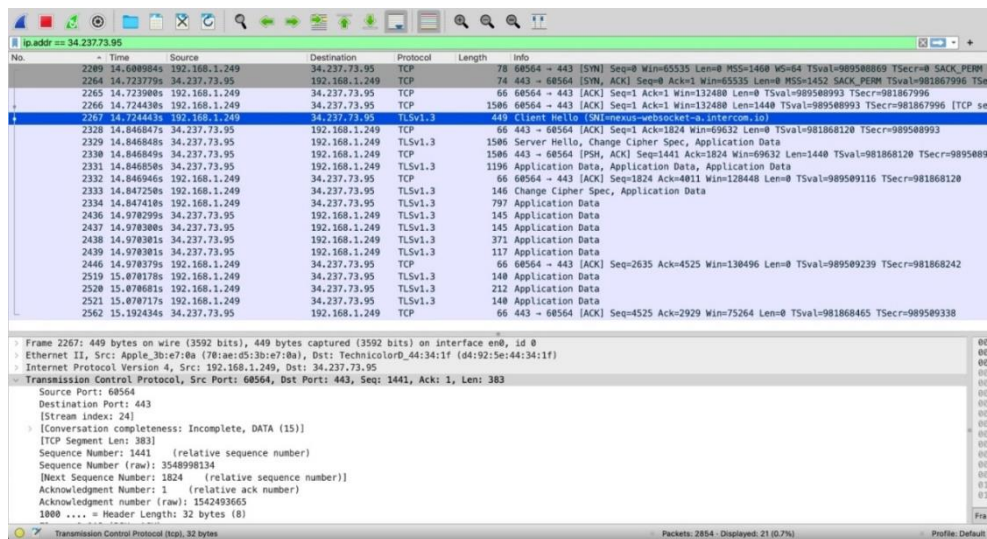 ip.addr == 34.237.73.95
No. Time Source Destination Protocol Length Info
2209 14.600984s 192.168.1.249 34.237.73.95 TCP 78 60564 → 443 [SYN] Seq=0 Win=65535 Len=0 MSS=1460 WS=64 TSval=989508869 TSecr=0 SACK_PERM
2264 14.723779s 34.237.73.95 192.168.1.249 TCP 74 443 → 60564 [SYN, ACK] Seq=0 Ack=1 Win=65535 Len=0 MSS=1452 SACK_PERM TSval=981867996
2265 14.723900s 192.168.1.249 34.237.73.95 TCP 66 60564 → 443 [ACK] Seq=1 Ack=1 Win=132480 Len=0 TSval=989508993 TSecr=981867996
2266 14.724430s 192.168.1.249 34.237.73.95 TCP 1506 60564 → 443 [ACK] Seq=1 Ack=1 Win=132480 Len=1440 TSval=989508993 TSecr=981867996 [TCP se
2267 14.724443s 192.168.1.249 34.237.73.95 TLSv1.3 449 Client Hello (SNI=nexus-websocket-a.intercom.io)
2328 14.846847s 34.237.73.95 192.168.1.249 TCP 66 443 → 60564 [ACK] Seq=1 Ack=1824 Win=69632 Len=0 TSval=981868120 TSecr=989508993
2329 14.846848s 34.237.73.95 192.168.1.249 TLSv1.3 1506 Server Hello, Change Cipher Spec, Application Data
2330 14.846849s 34.237.73.95 192.168.1.249 TCP 1506 443 → 60564 [PSH, ACK] Seq=1441 Ack=1824 Win=69632 Len=1440 TSval=981868120 TSecr=9895089
2331 14.846850s 34.237.73.95 192.168.1.249 TLSv1.3 1196 Application Data, Application Data, Application Data
2332 14.846946s 192.168.1.249 34.237.73.95 TCP 66 60564 → 443 [ACK] Seq=1824 Ack=4011 Win=128448 Len=0 TSval=989509116 TSecr=981868120
2333 14.847250s 192.168.1.249 34.237.73.95 TLSv1.3 146 Change Cipher Spec, Application Data
2334 14.847410s 192.168.1.249 34.237.73.95 TLSv1.3 797 Application Data
2436 14.970299s 34.237.73.95 192.168.1.249 TLSv1.3 145 Application Data
2437 14.970300s 34.237.73.95 192.168.1.249 TLSv1.3 145 Application Data
2438 14.970301s 34.237.73.95 192.168.1.249 TLSv1.3 371 Application Data
2439 14.970301s 34.237.73.95 192.168.1.249 TLSv1.3 117 Application Data
2446 14.970379s 192.168.1.249 34.237.73.95 TCP 66 60564 → 443 [ACK] Seq=2635 Ack=4525 Win=130496 Len=0 TSval=989509239 TSecr=981868242
2519 15.070178s 192.168.1.249 34.237.73.95 TLSv1.3 140 Application Data
2520 15.070681s 192.168.1.249 34.237.73.95 TLSv1.3 212 Application Data
2521 15.070717s 192.168.1.249 34.237.73.95 TLSv1.3 140 Application Data
2562 15.192434s 34.237.73.95 192.168.1.249 TCP 66 443 → 60564 [ACK] Seq=4525 Ack=2929 Win=75264 Len=0 TSval=981868465 TSecr=989509338
Frame 2267: 449 bytes on wire (3592 bits), 449 bytes captured (3592 bits) on interface en0, id 0
Ethernet II, Src: Apple_3b:e7:0a (70:ae:d5:3b:e7:0a), Dst: TechnicolorD_44:34:1f (d4:92:5e:44:34:1f)
Internet Protocol Version 4, Src: 192.168.1.249, Dst: 34.237.73.95
Transmission Control Protocol, Src Port: 60564, Dst Port: 443, Seq: 1441, Ack: 1, Len: 383
Source Port: 60564
Destination Port: 443
[Stream index: 24]
[Conversation completeness: Incomplete, DATA (15)]
[TCP Segment Len: 383]
Sequence Number: 1441 (relative sequence number)
Sequence Number (raw): 3548998134
[Next Sequence Number: 1824 (relative sequence number)]
Acknowledgment Number: 1 (relative ack number)
Acknowledgment number (raw): 1542493665
1000 .... = Header Length: 32 bytes (8)
Transmission Control Protocol (tcp), 32 bytes Packets: 2854 · Displayed: 21 (0.7%) Profile: Default